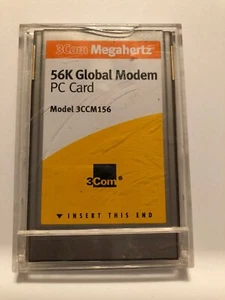 3Com Megahertz
56K Global Modem
PC Card
Model 3CCM156
3Com
▼ INSERT THIS END ▼